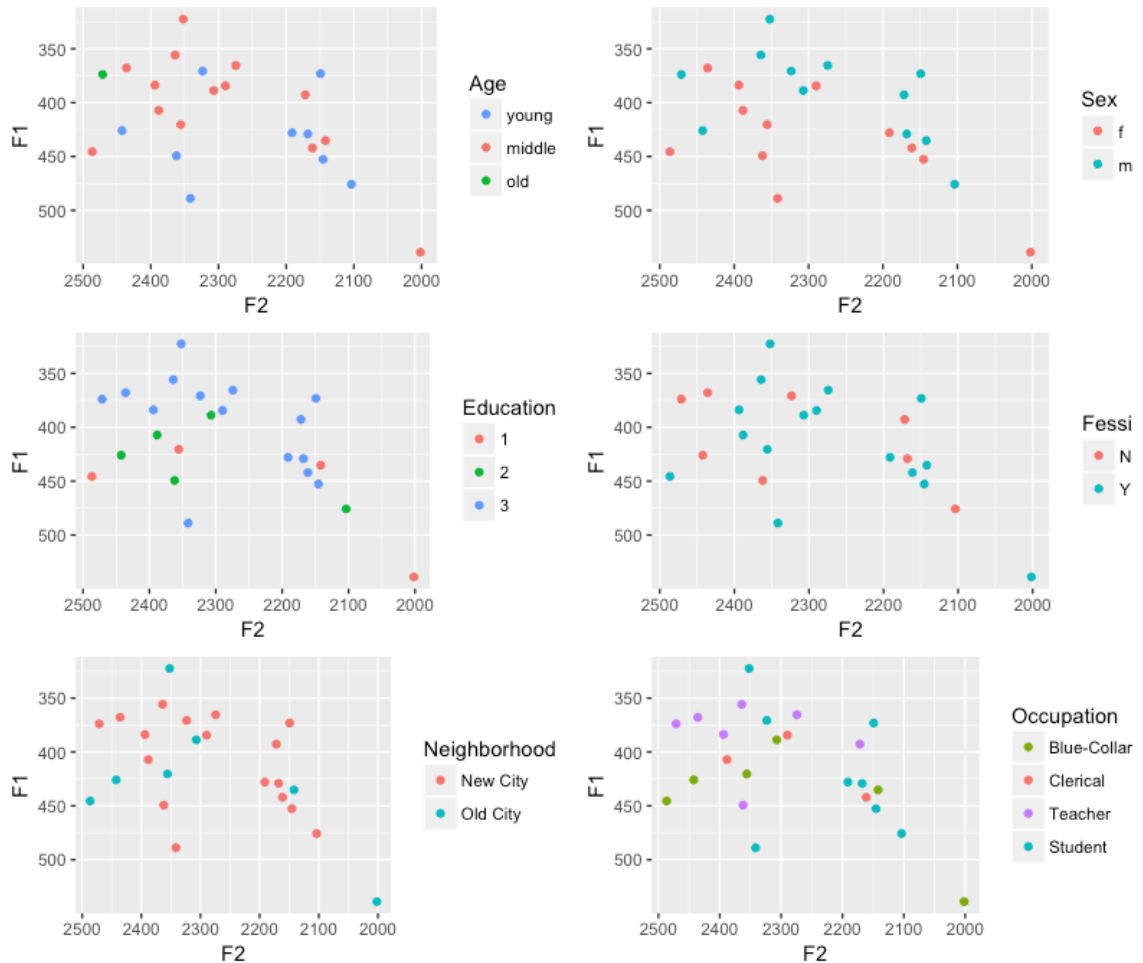 350
400
450
500
F1
2500 2400 2300 2200 2100 2000
F2
Age
young
middle
old
350
400
450
500
F1
2500 2400 2300 2200 2100 2000
F2
Sex
f
m
350
400
450
500
F1
2500 2400 2300 2200 2100 2000
F2
Education
1
2
3
350
400
450
500
F1
2500 2400 2300 2200 2100 2000
F2
Fessi
N
Y
350
400
450
500
F1
2500 2400 2300 2200 2100 2000
F2
Neighborhood
New City
Old City
350
400
450
500
F1
2500 2400 2300 2200 2100 2000
F2
Occupation
Blue-Collar
Clerical
Teacher
Student